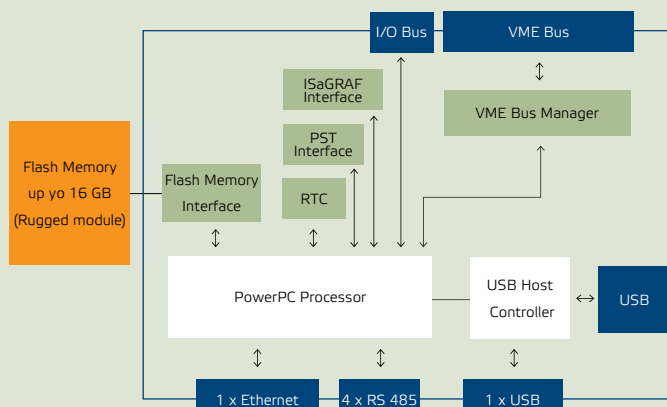 I/O Bus
VME Bus
ISaGRAF
Interface
VME Bus Manager
PST
Interface
Flash Memory
up yo 16 GB
(Rugged module)
Flash Memory
Interface
RTC
PowerPC Processor
USB Host
Controller
USB
1 x Ethernet
4 x RS 485
1 x USB